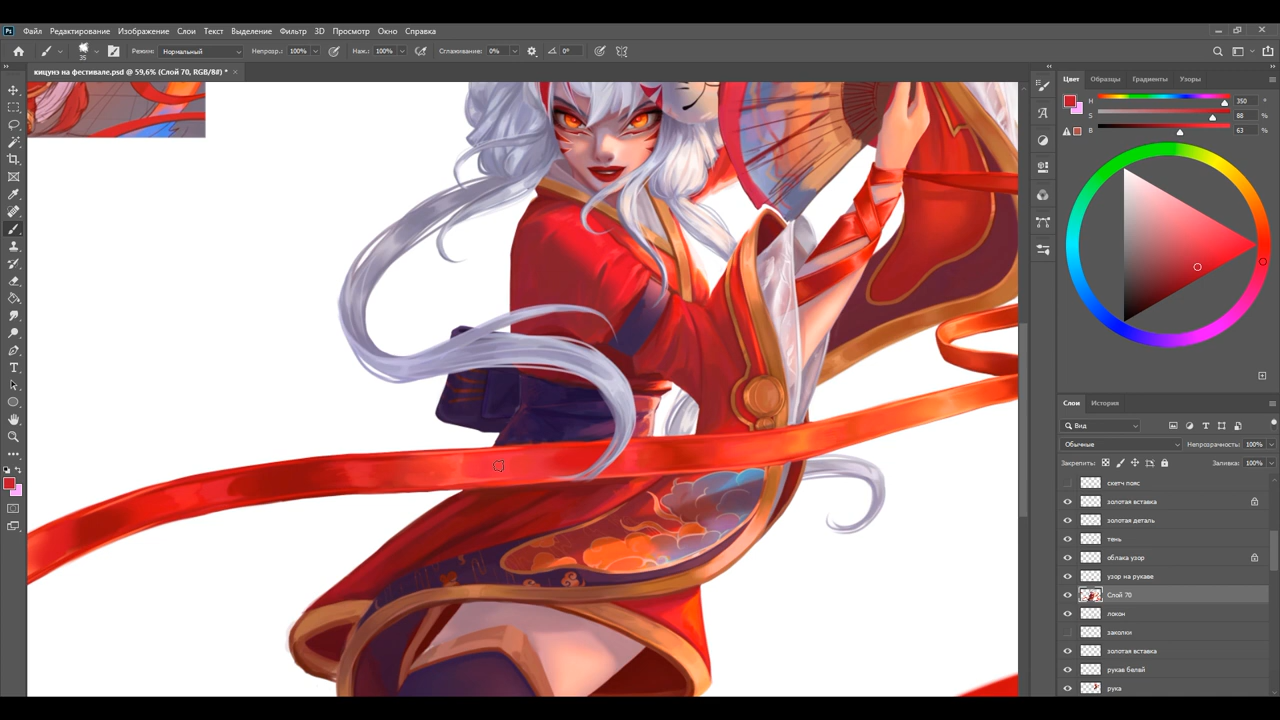 Ps Файл Редактирование Изображение Слои Текст Выделение Фильтр 3D Просмотр Окно Справка
35 Режим: Нормальный Непрозр.: 100% Наж.: 100% Сглаживание: 0% 0°
кицунэ на фестивале.psd @ 59,6% (Слой 70, RGB/8#) * ×
Цвет Образцы Градиенты Узоры
H 350 °
S 88 %
B 63 %
Слои История
Вид
Обычные Непрозрачность: 100%
Закрепить: Заливка: 100%
скетч пояс
золотая вставка
золотая деталь
тень
облака узор
узор на рукаве
Слой 70
локон
заколки
золотая вставка
рукав белей
рука